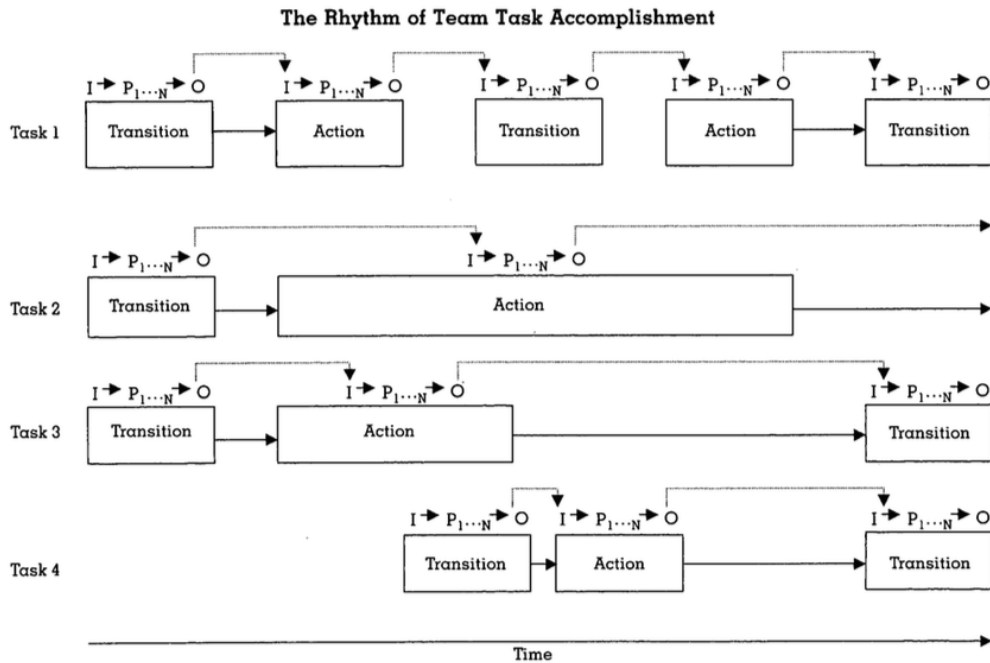 The Rhythm of Team Task Accomplishment
I P1...N O I P1...N O I P1...N O I P1...N O I P1...N O
Task 1 Transition Action Transition Action Transition
I P1...N O I P1...N O
Task 2 Transition Action
I P1...N O I P1...N O I P1...N O
Task 3 Transition Action Transition
I P1...N O I P1...N O I P1...N O
Task 4 Transition Action Transition
Time